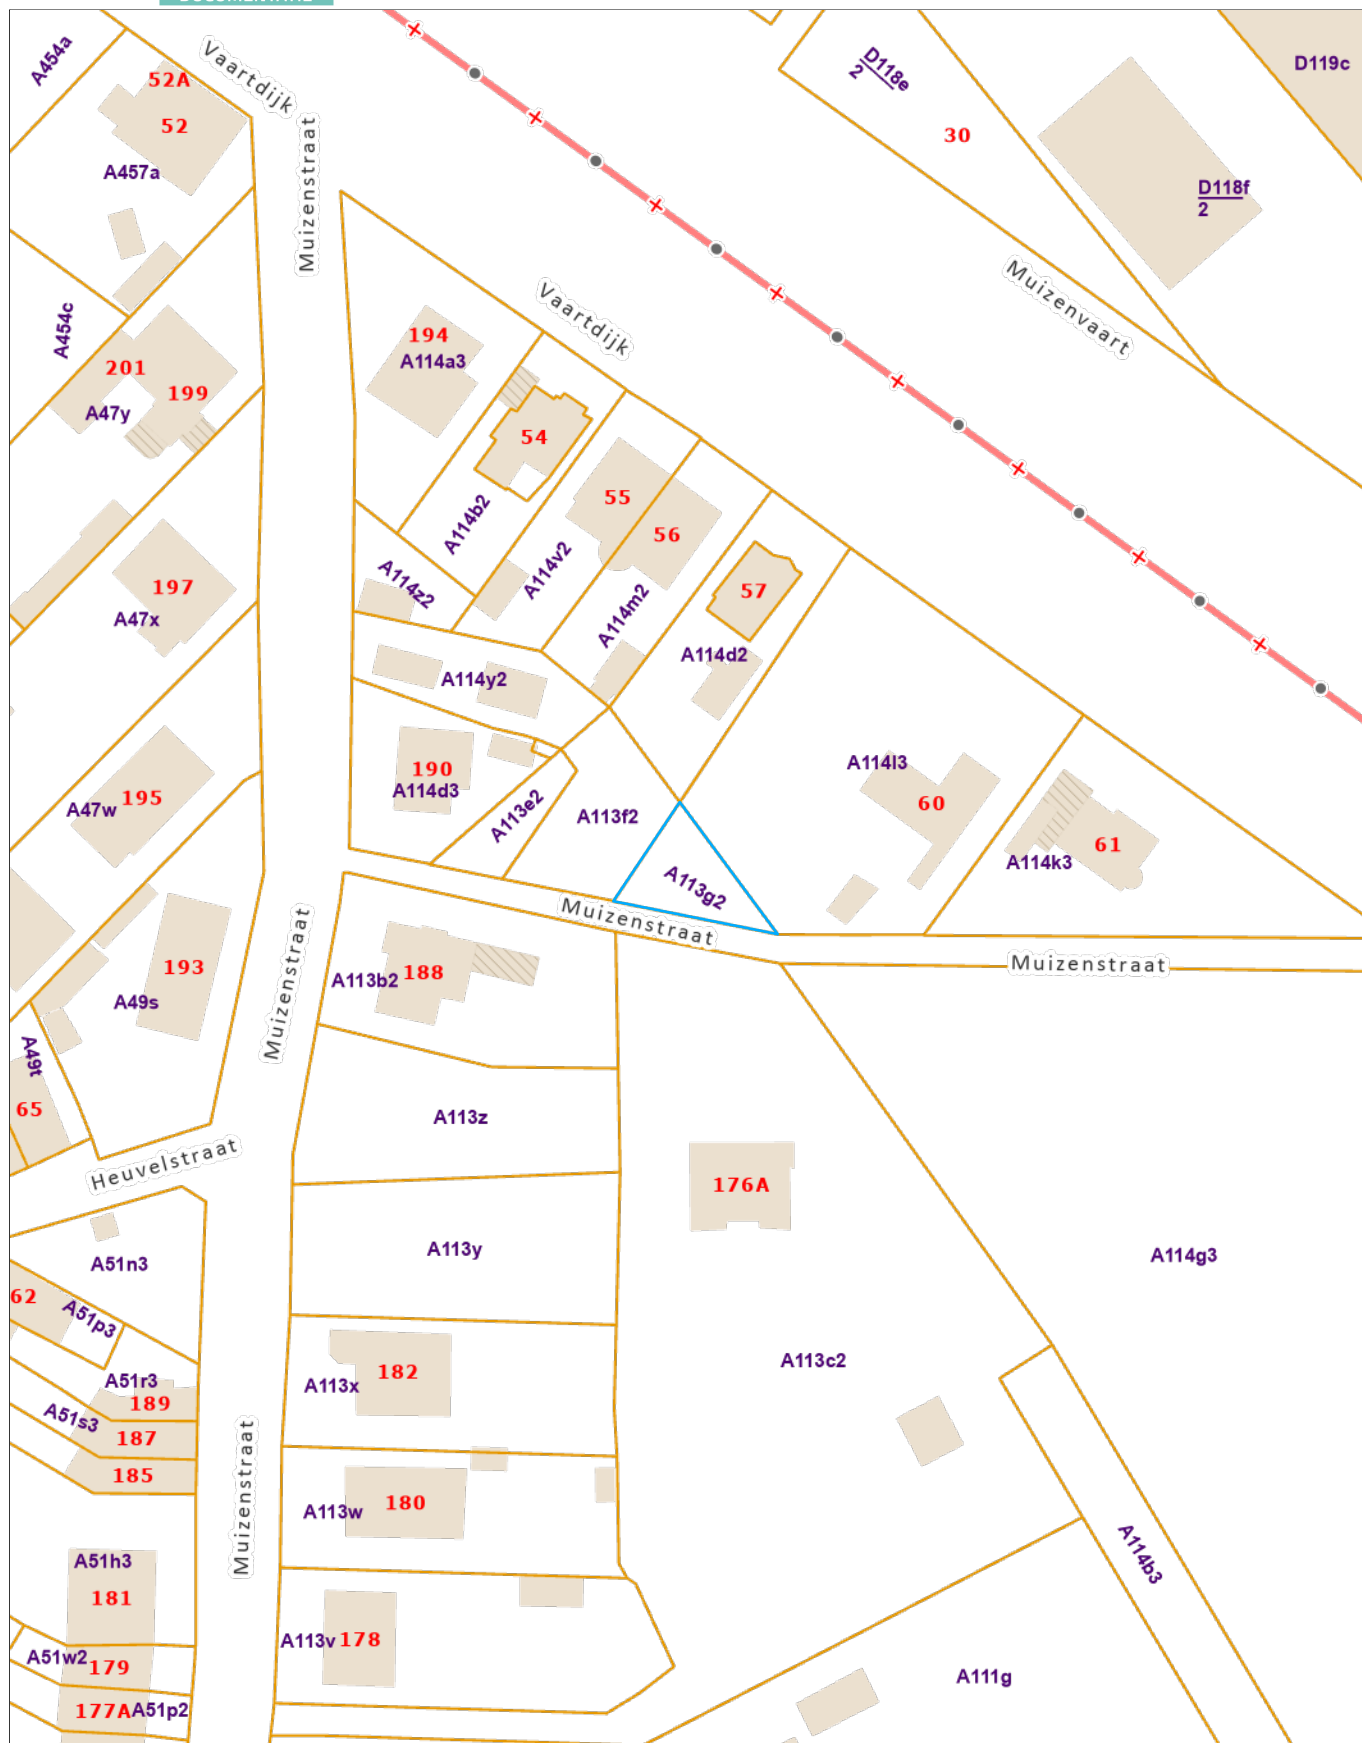 A454a
52A
52
A457a
Vaartdijk
Muizenstraat
D118e
2
30
D119c
D118f
2
Muizenvaart
A454c
201
199
A47y
194
A114a3
Vaartdijk
54
A114b2
55
56
A114v2
A114m2
57
A114d2
A114z2
197
A47x
A114y2
190
A114d3
A113e2
A113f2
A113g2
A114l3
60
61
A114k3
A47w
195
Muizenstraat
Muizenstraat
Muizenstraat
193
A49s
A49t
65
A113b2
188
Heuvelstraat
A113z
176A
A113y
A114g3
A51n3
62
A51p3
A51r3
189
A51s3
187
185
A113x
182
A113c2
Muizenstraat
A113w
180
A114b3
A51h3
181
A113v
178
A51w2
179
177A
A51p2
A111g